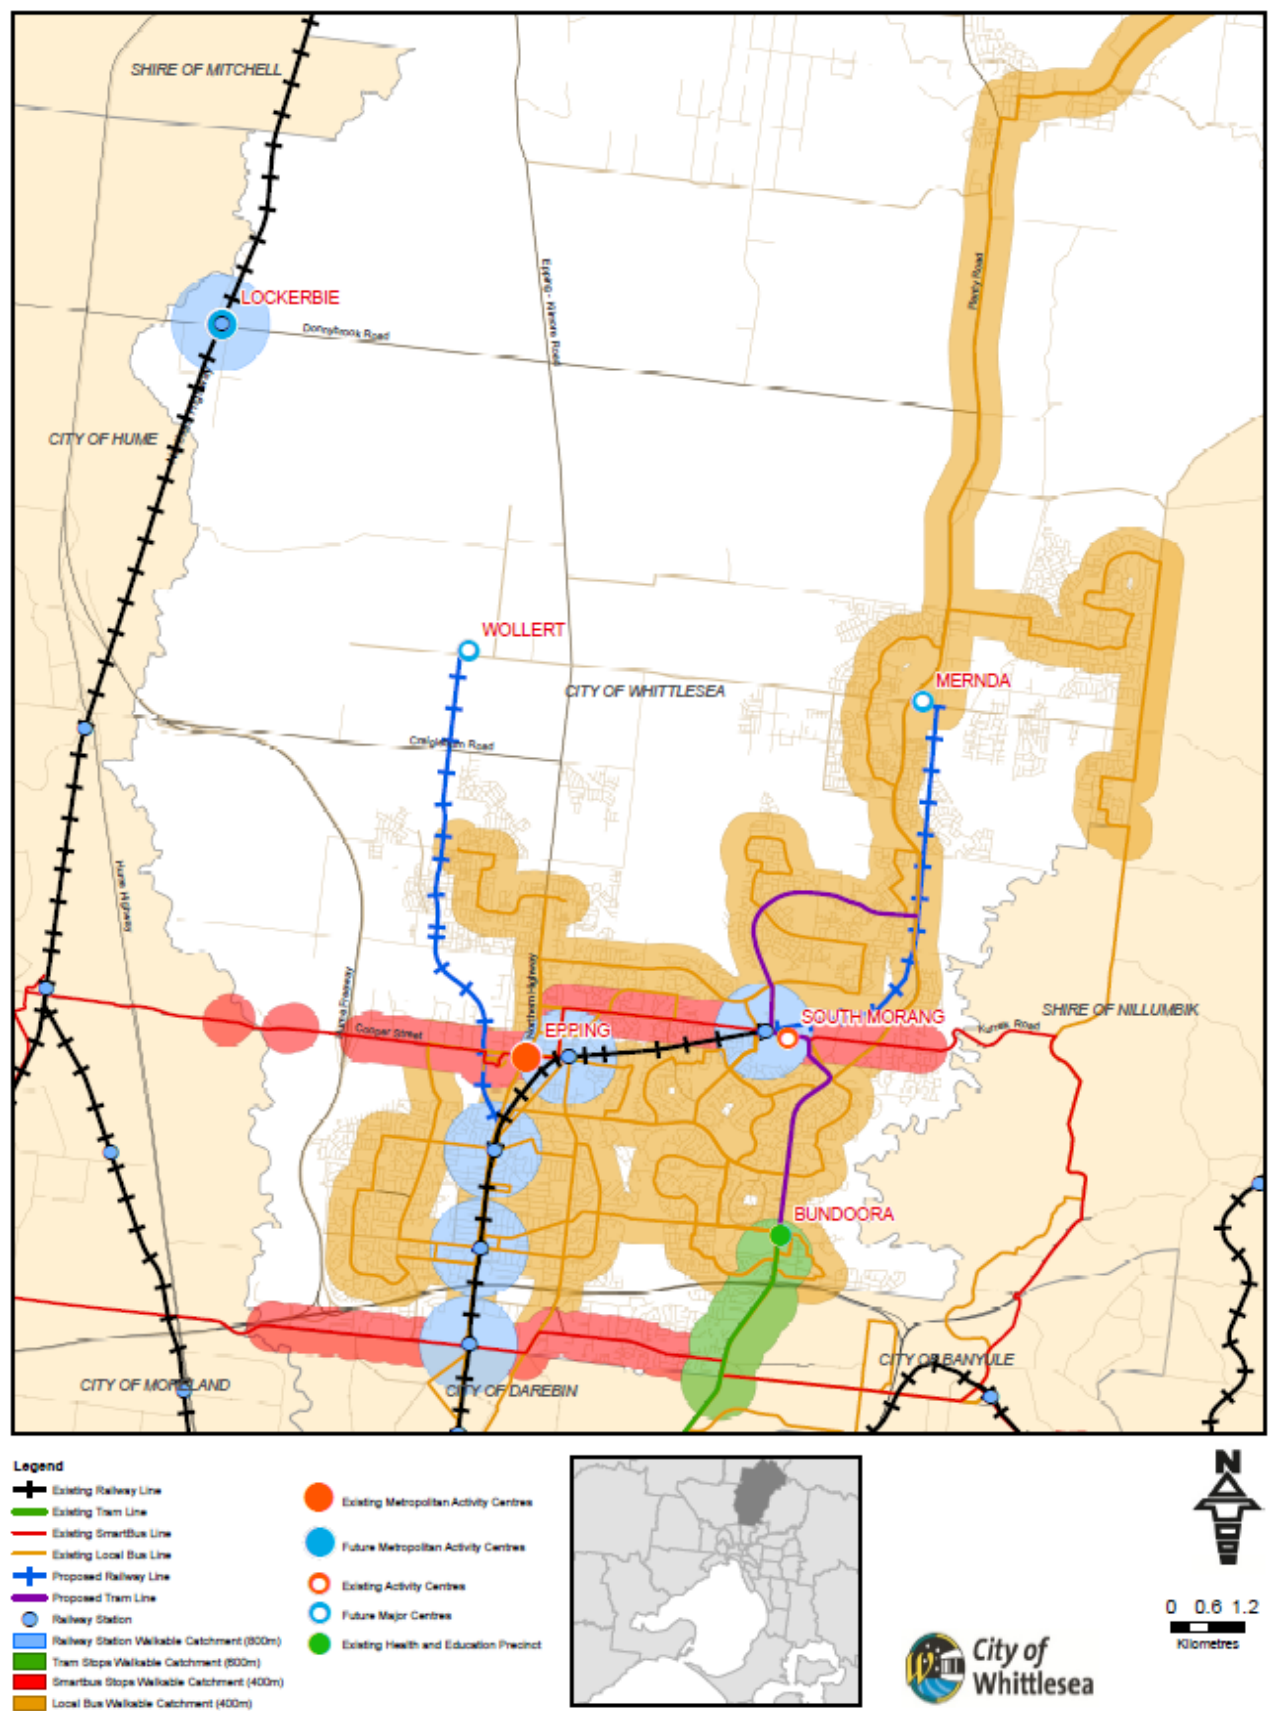 SHIRE OF MITCHELL
LOCKERBIE
Donnybrook Road
Epping - Kilmore Road
Plenty Road
CITY OF HUME
WOLLERT
CITY OF WHITTLESEA
MERNDA
Craigieburn Road
Hume Highway
Hume Freeway
Northern Highway
Cooper Street
EPPING
SOUTH MORANG
SHIRE OF NILLUMBIK
Kurrak Road
BUNDOORA
CITY OF MORELAND
CITY OF DAREBIN
CITY OF BANYULE
Legend
Existing Railway Line
Existing Tram Line
Existing SmartBus Line
Existing Local Bus Line
Proposed Railway Line
Proposed Tram Line
Railway Station
Railway Station Walkable Catchment (800m)
Tram Stops Walkable Catchment (600m)
Smartbus Stops Walkable Catchment (400m)
Local Bus Walkable Catchment (400m)
Existing Metropolitan Activity Centres
Future Metropolitan Activity Centres
Existing Activity Centres
Future Major Centres
Existing Health and Education Precinct
N
0 0.6 1.2
Kilometres
City of
Whittlesea